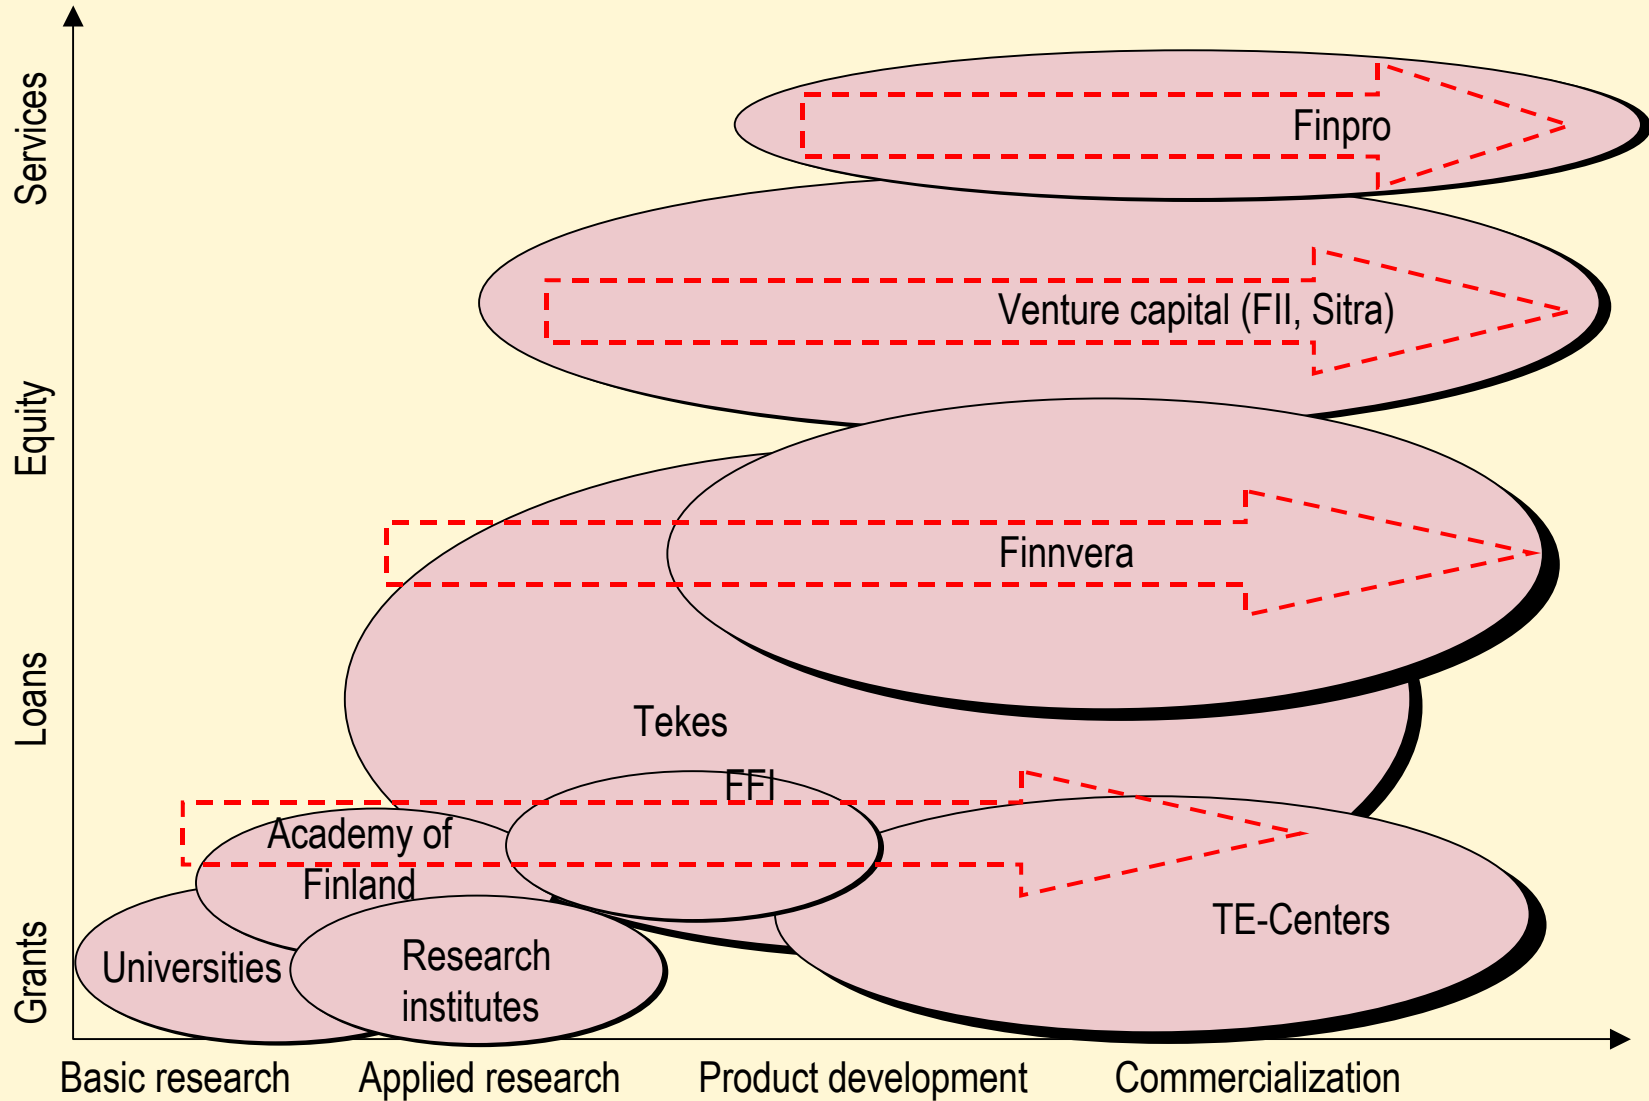 Services
Finpro
Venture capital (FII, Sitra)
Equity
Finnvera
Loans
Tekes
FFI
Academy of
Finland
TE-Centers
Grants
Universities
Research
institutes
Basic research
Applied research
Product development
Commercialization